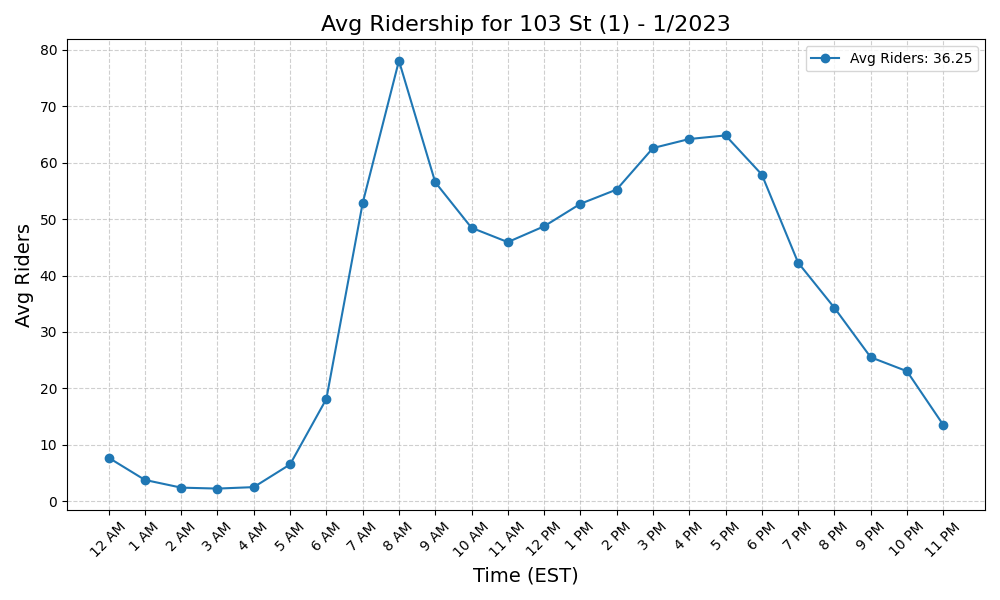 Avg Ridership for 103 St (1) - 1/2023
Avg Riders: 36.25
Avg Riders
80
70
60
50
40
30
20
10
0
12 AM
1 AM
2 AM
3 AM
4 AM
5 AM
6 AM
7 AM
8 AM
9 AM
10 AM
11 AM
12 PM
1 PM
2 PM
3 PM
4 PM
5 PM
6 PM
7 PM
8 PM
9 PM
10 PM
11 PM
Time (EST)